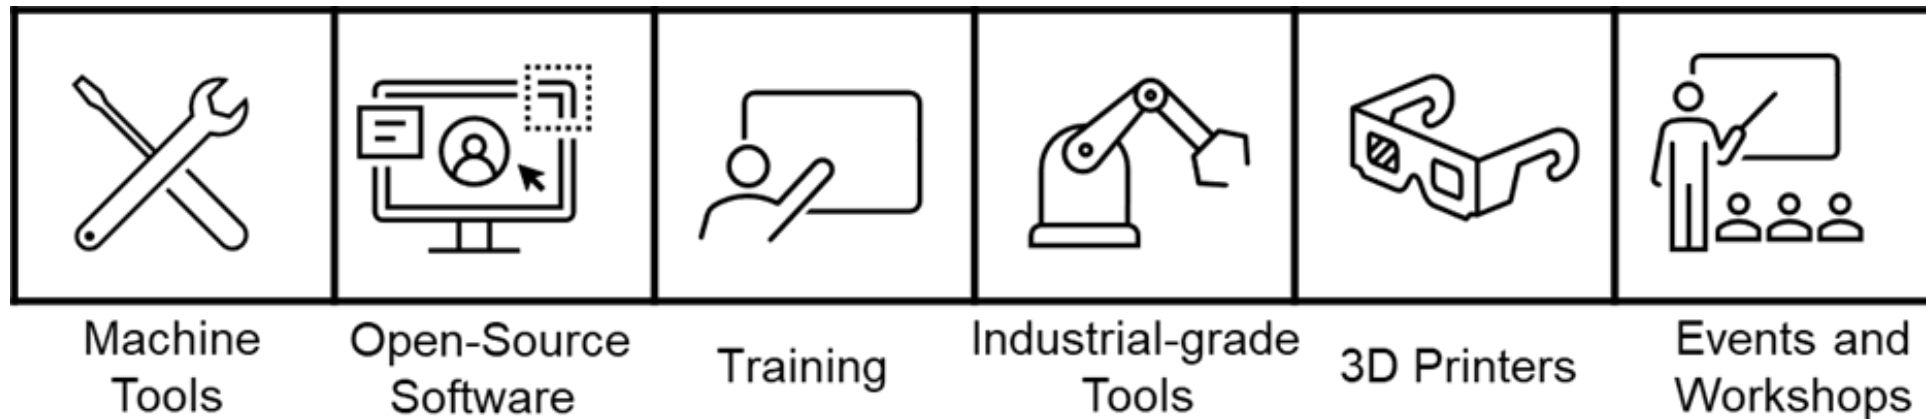 Machine
Tools
Open-Source
Software
Training
Industrial-grade
Tools
3D Printers
Events and
Workshops